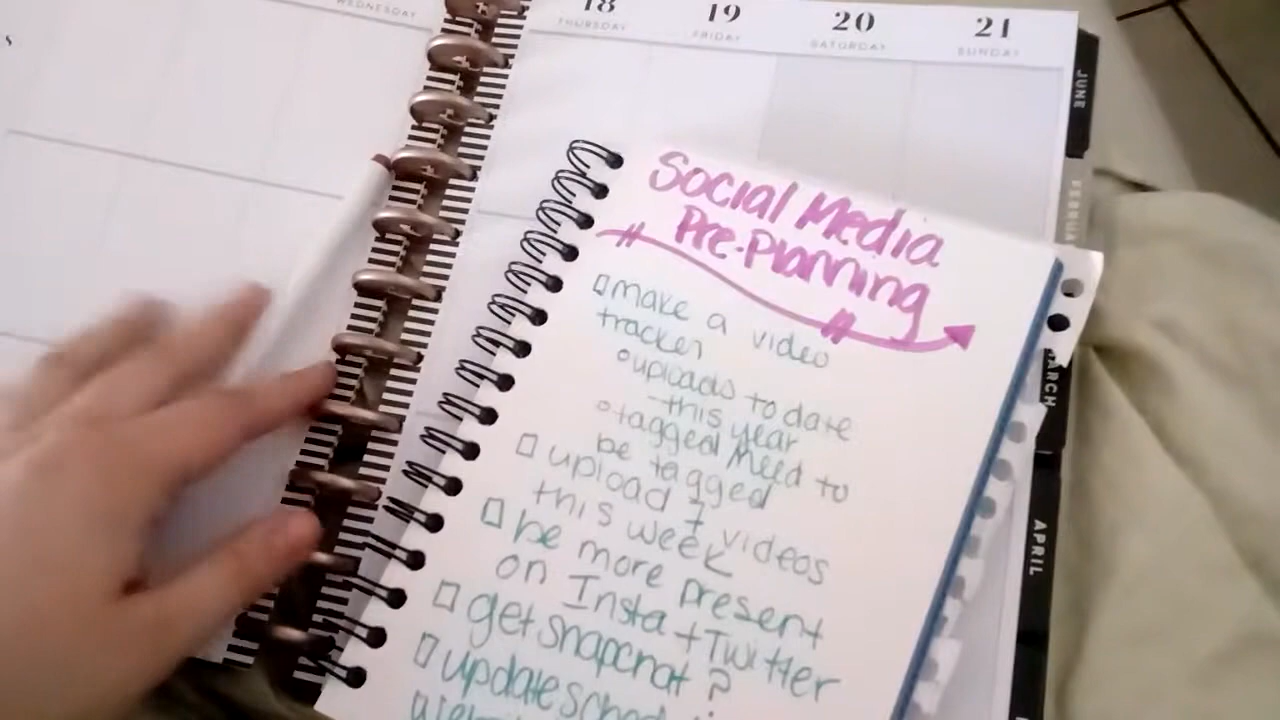 WEDNESDAY
18
THURSDAY
19
FRIDAY
20
SATURDAY
21
SUNDAY
JUNE
APRIL
Social Media
Pre-Planning
make a video
tracker
uploads to date
this year
tagged need to
be tagged
upload 7 videos
this week
be more present
on Insta + Twitter
get snapchat?
update